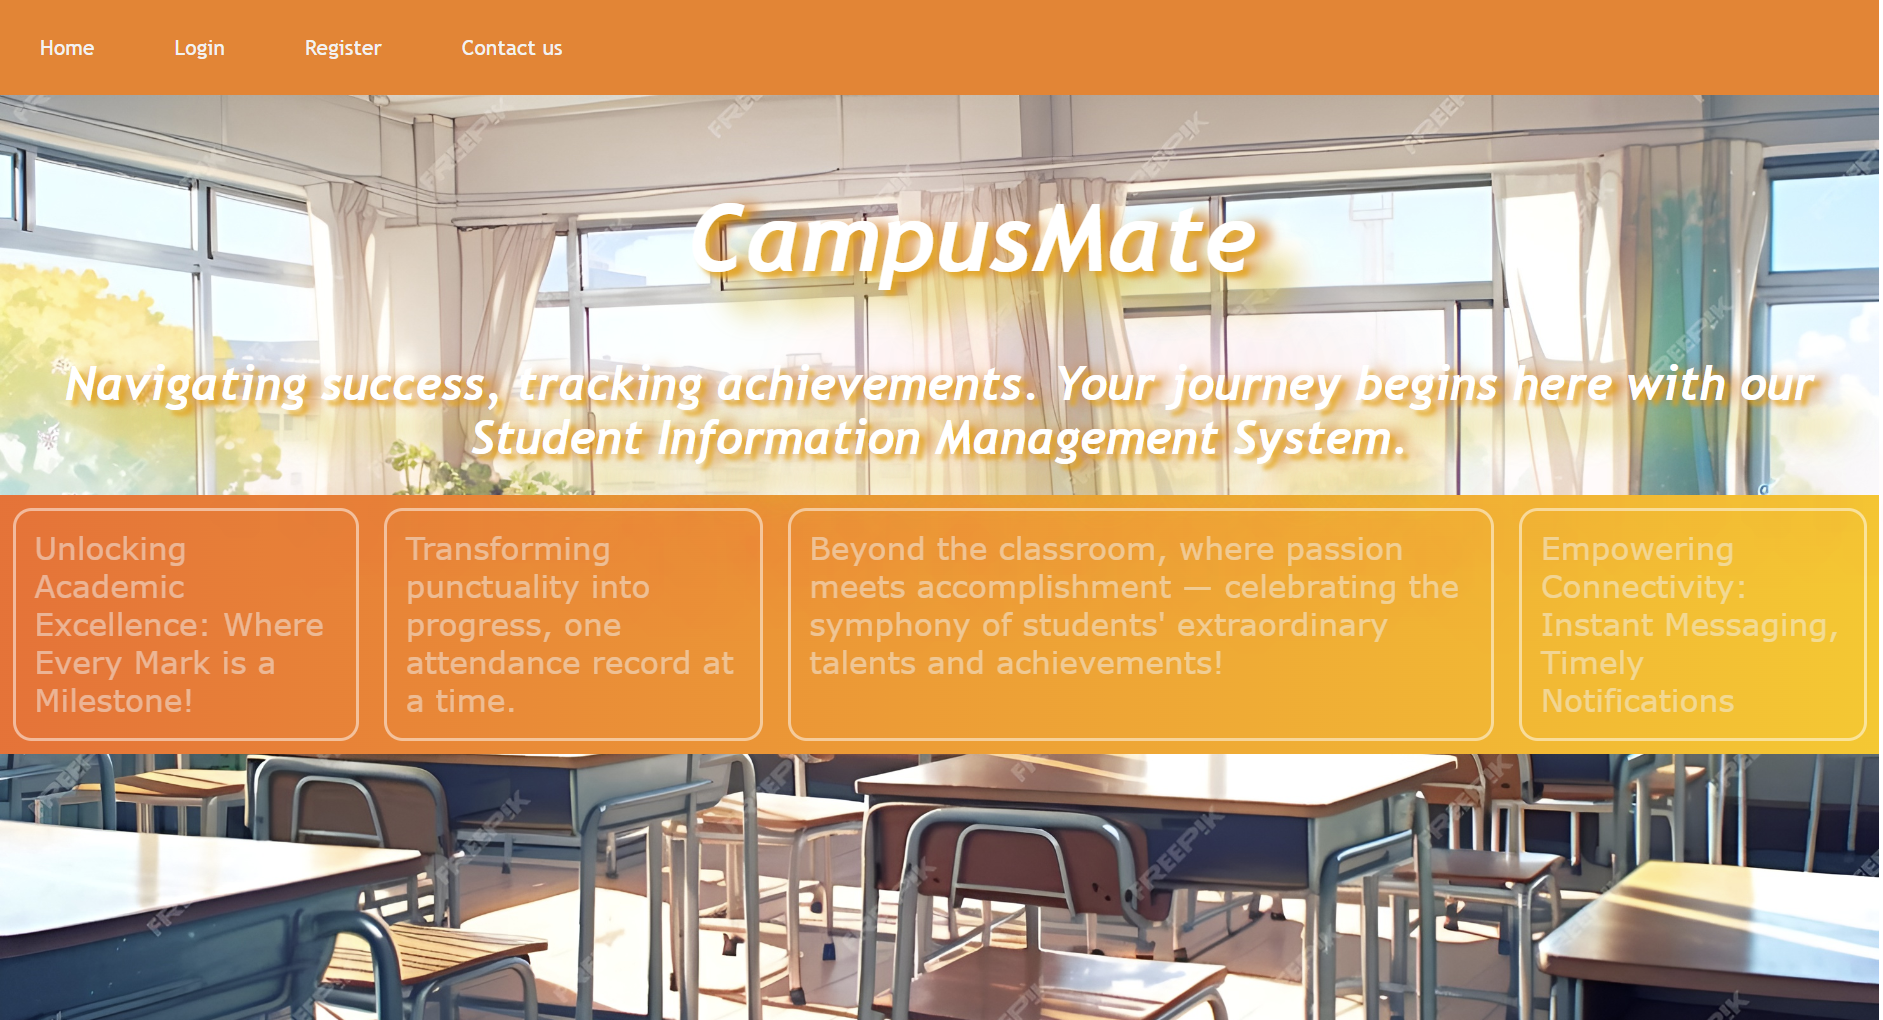 Home Login Register Contact us
CampusMate
Navigating success, tracking achievements. Your journey begins here with our
Student Information Management System.
Unlocking
Academic
Excellence: Where
Every Mark is a
Milestone!
Transforming
punctuality into
progress, one
attendance record at
a time.
Beyond the classroom, where passion
meets accomplishment — celebrating the
symphony of students' extraordinary
talents and achievements!
Empowering
Connectivity:
Instant Messaging,
Timely
Notifications
FREEPIK